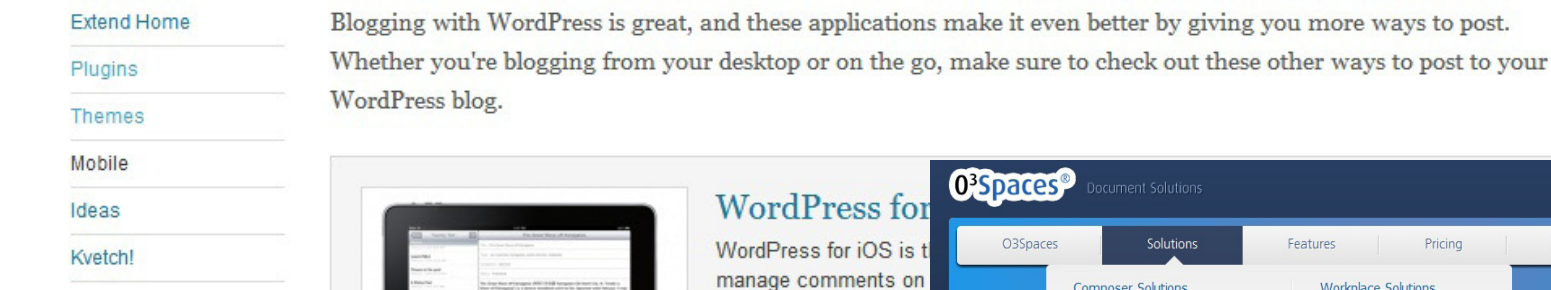 Extend Home
Plugins
Themes
Mobile
Ideas
Kvetch!
Blogging with WordPress is great, and these applications make it even better by giving you more ways to post.
Whether you're blogging from your desktop or on the go, make sure to check out these other ways to post to your
WordPress blog.
WordPress for
WordPress for iOS is t
manage comments on
O³Spaces® Document Solutions
O3Spaces Solutions Features Pricing
Composer Solutions Workplace Solutions